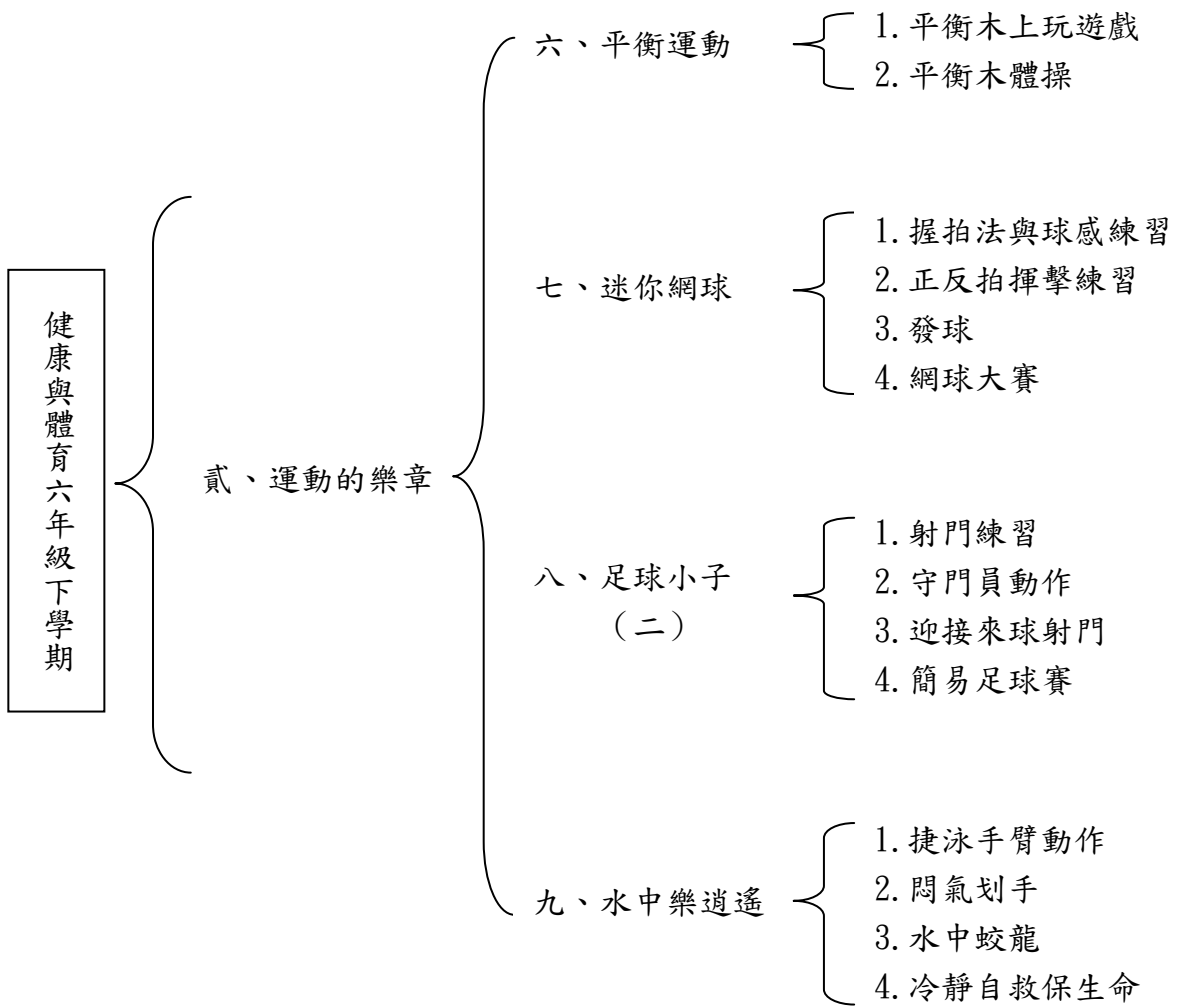 健康與體育六年級下學期
貳、運動的樂章
六、平衡運動
1.平衡木上玩遊戲
2.平衡木體操
七、迷你網球
1.握拍法與球感練習
2.正反拍揮擊練習
3.發球
4.網球大賽
八、足球小子
（二）
1.射門練習
2.守門員動作
3.迎接來球射門
4.簡易足球賽
九、水中樂逍遙
1.捷泳手臂動作
2.悶氣划手
3.水中蛟龍
4.冷靜自救保生命